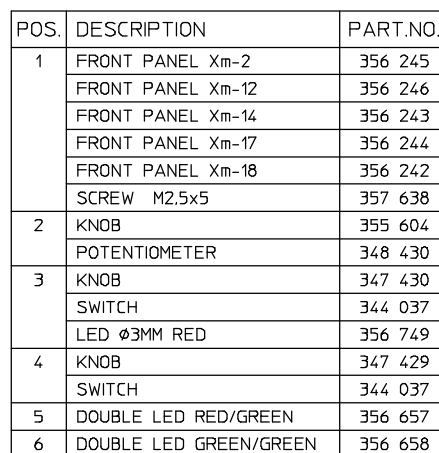 POS. DESCRIPTION PART.NO.
1 FRONT PANEL Xm-2 356 245
FRONT PANEL Xm-12 356 246
FRONT PANEL Xm-14 356 243
FRONT PANEL Xm-17 356 244
FRONT PANEL Xm-18 356 242
SCREW M2,5x5 357 638
2 KNOB 355 604
POTENTIOMETER 348 430
3 KNOB 347 430
SWITCH 344 037
LED Ø3MM RED 356 749
4 KNOB 347 429
SWITCH 344 037
5 DOUBLE LED RED/GREEN 356 657
6 DOUBLE LED GREEN/GREEN 356 658